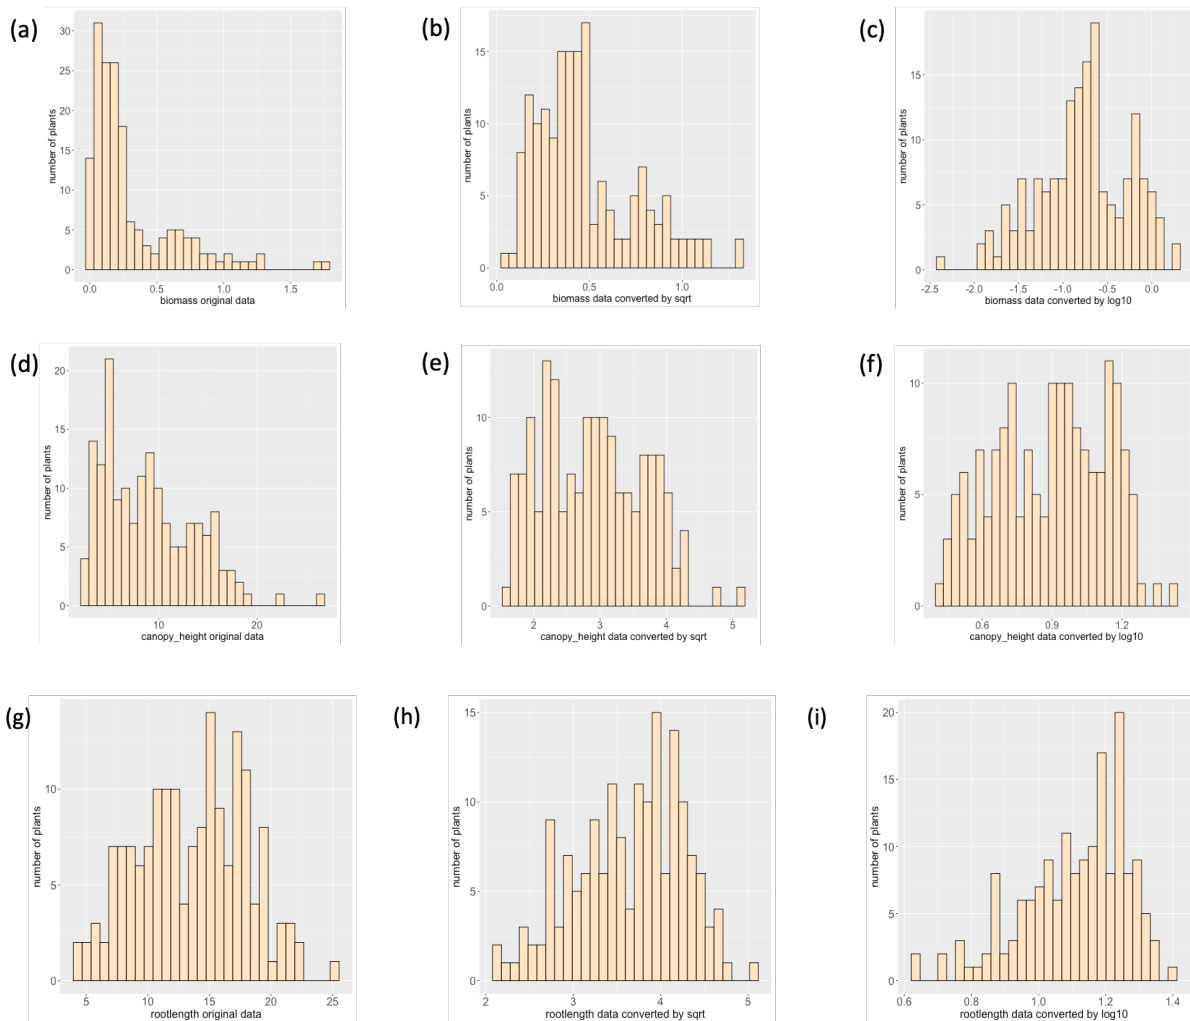 (a)
30
25
20
15
10
5
0
number of plants
0.0 0.5 1.0 1.5
biomass original data
(b)
15
10
5
0
number of plants
0.0 0.5 1.0
biomass data converted by sqrt
(c)
15
10
5
0
number of plants
-2.5 -2.0 -1.5 -1.0 -0.5 0.0
biomass data converted by log10
(d)
20
15
10
5
0
number of plants
10 20
canopy_height original data
(e)
10
5
0
number of plants
2 3 4 5
canopy_height data converted by sqrt
(f)
10
5
0
number of plants
0.6 0.9 1.2
canopy_height data converted by log10
(g)
10
5
0
number of plants
5 10 15 20 25
rootlength original data
(h)
15
10
5
0
number of plants
2 3 4 5
rootlength data converted by sqrt
(i)
20
15
10
5
0
number of plants
0.6 0.8 1.0 1.2 1.4
rootlength data converted by log10